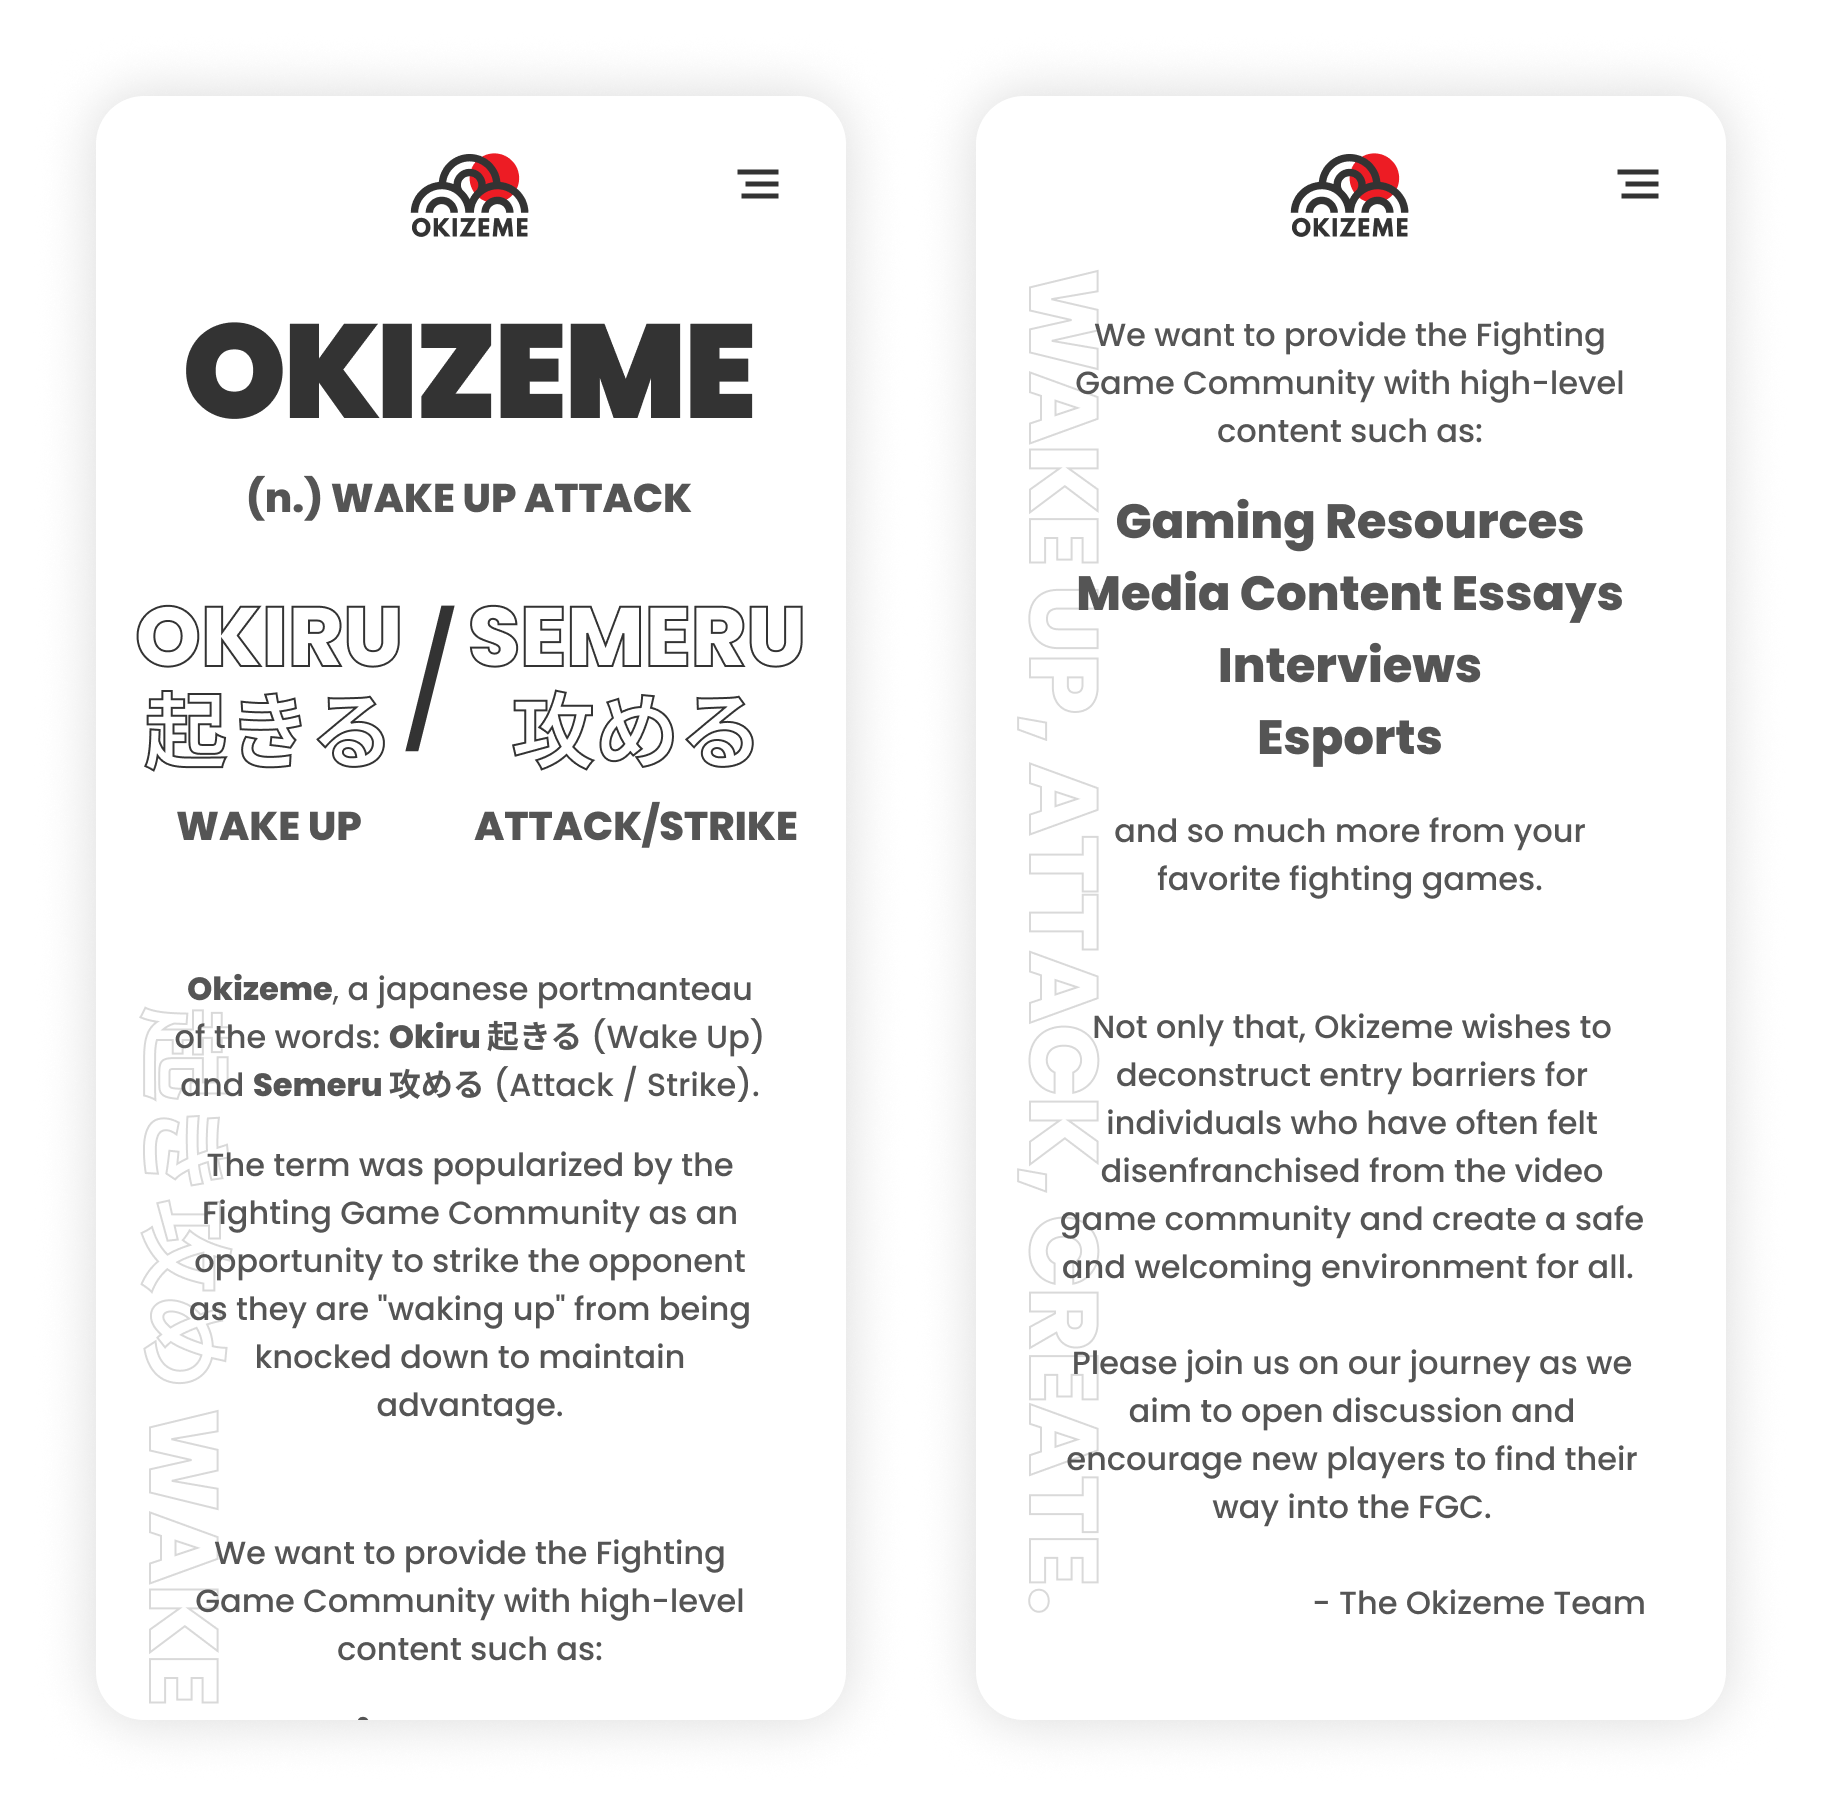 OKIZEME
OKIZEME
(n.) WAKE UP ATTACK
OKIRU / SEMERU
起きる 攻める
WAKE UP ATTACK/STRIKE
Okizeme, a japanese portmanteau
of the words: Okiru 起きる (Wake Up)
and Semeru 攻める (Attack / Strike).
The term was popularized by the
Fighting Game Community as an
opportunity to strike the opponent
as they are "waking up" from being
knocked down to maintain
advantage.
We want to provide the Fighting
Game Community with high-level
content such as:
起き攻め WAKE
OKIZEME
We want to provide the Fighting
Game Community with high-level
content such as:
Gaming Resources
Media Content Essays
Interviews
Esports
and so much more from your
favorite fighting games.
Not only that, Okizeme wishes to
deconstruct entry barriers for
individuals who have often felt
disenfranchised from the video
game community and create a safe
and welcoming environment for all.
Please join us on our journey as we
aim to open discussion and
encourage new players to find their
way into the FGC.
- The Okizeme Team
WAKE UP, ATTACK, CREATE.